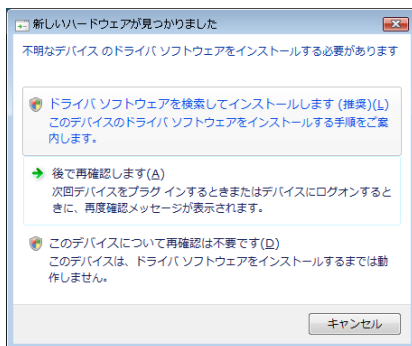 新しいハードウェアが見つかりました
不明なデバイス のドライバ ソフトウェアをインストールする必要があります
ドライバ ソフトウェアを検索してインストールします (推奨)(L)
このデバイスのドライバ ソフトウェアをインストールする手順をご案
内します。
後で再確認します(A)
次回デバイスをプラグ インするときまたはデバイスにログオンすると
きに、再度確認メッセージが表示されます。
このデバイスについて再確認は不要です(D)
このデバイスは、ドライバ ソフトウェアをインストールするまでは動
作しません。
キャンセル